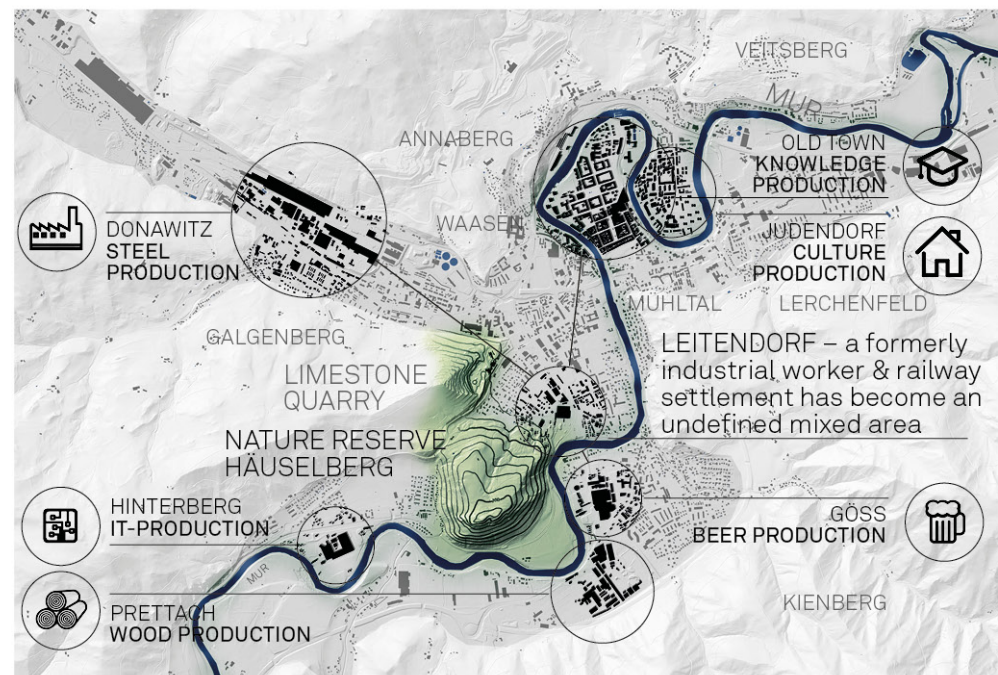 VEITSBERG
MUR
ANNABERG
OLD TOWN
KNOWLEDGE
PRODUCTION
WAASEN
DONAWITZ
STEEL
PRODUCTION
JUDENDORF
CULTURE
PRODUCTION
MÜHLTAL
LERCHENFELD
GALGENBERG
LIMESTONE
QUARRY
LEITENDORF – a formerly
industrial worker & railway
settlement has become an
undefined mixed area
NATURE RESERVE
HÄUSELBERG
HINTERBERG
IT-PRODUCTION
GÖSS
BEER PRODUCTION
MUR
PRETTACH
WOOD PRODUCTION
KIENBERG